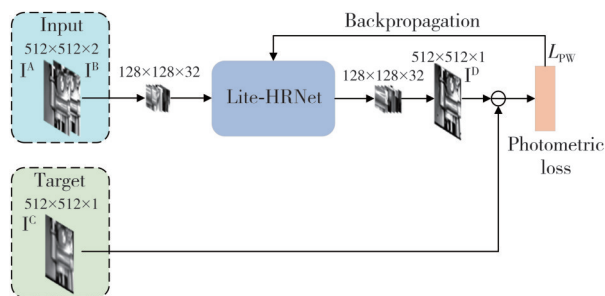 Input
512×512×2
I^A I^B
128×128×32
Lite-HRNet
Backpropagation
128×128×32
512×512×1
I^D
L_PW
Photometric
loss
Target
512×512×1
I^C